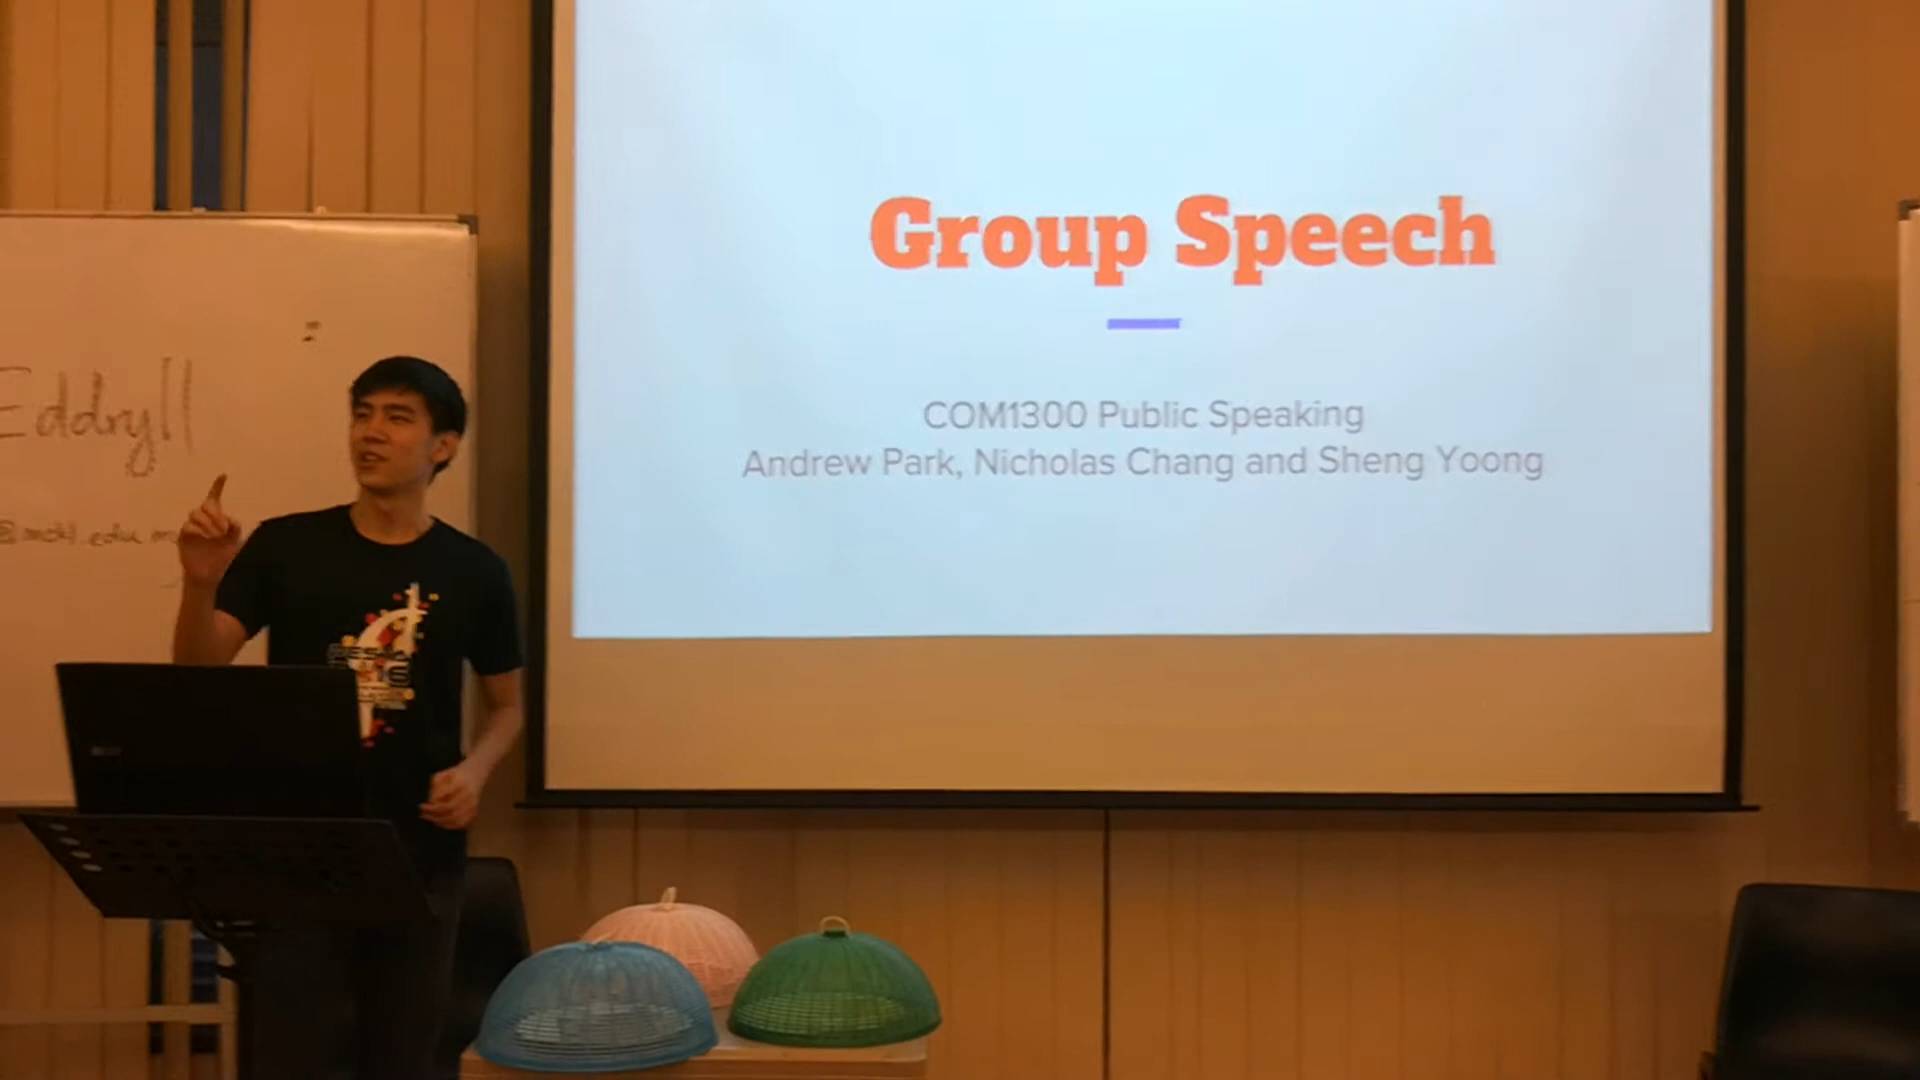 Group Speech
COM1300 Public Speaking
Andrew Park, Nicholas Chang and Sheng Yoong
Eddryll